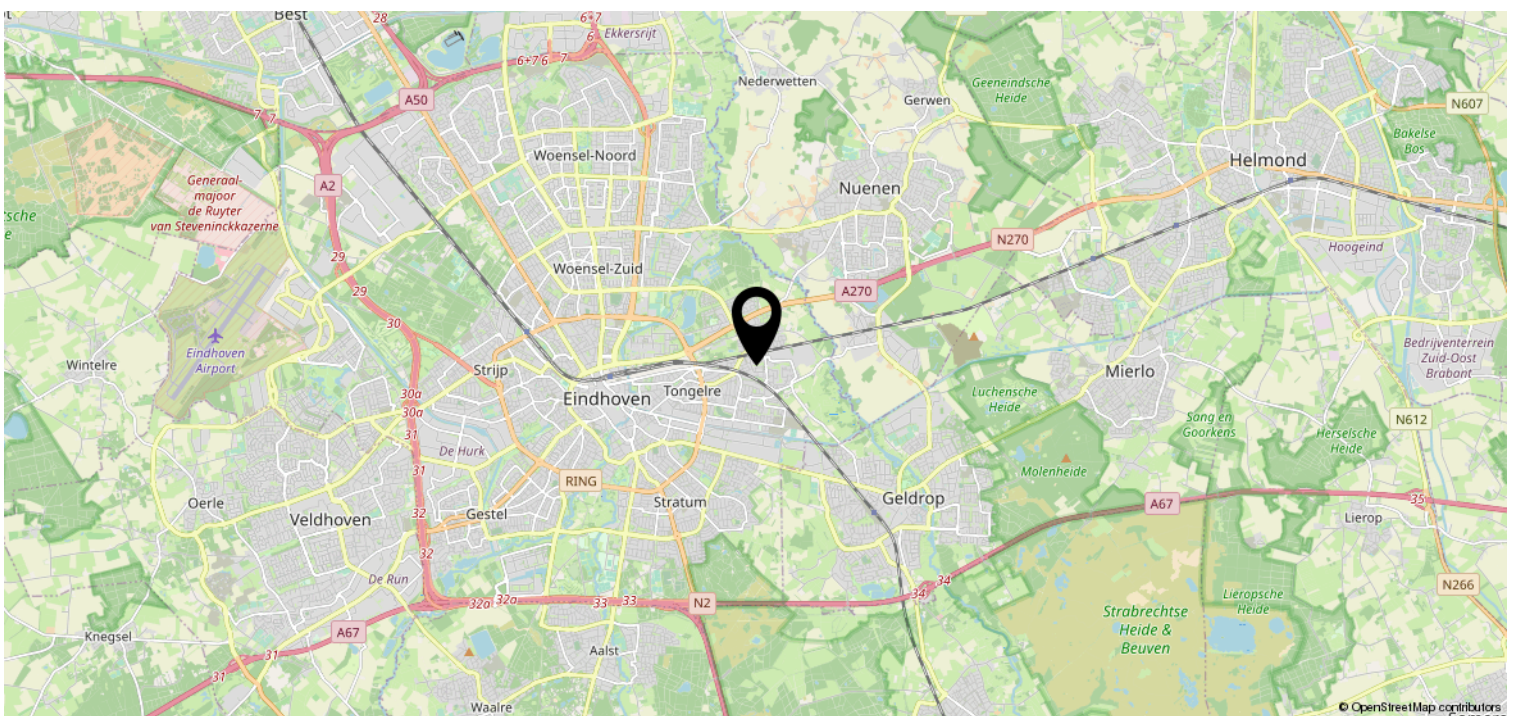 Best
28
6+7
6
Ekkersrijt
6+7 6 7
Nederwetten
Geeneindsche
Heide
A50
Gerwen
N607
7 7
Bakelse
Bos
Woensel-Noord
Helmond
A2
Generaal-
majoor
de Ruyter
van Steveninckkazerne
Nuenen
29
N270
Hoogeind
Woensel-Zuid
29
A270
30
Eindhoven
Airport
Wintelre
Strijp
Bedrijventerrein
Zuid-Oost
Brabant
Mierlo
30a
30a
Eindhoven
Tongelre
Luchensche
Heide
31
Sang en
Goorkens
N612
Herselsche
Heide
De Hurk
31
RING
Molenheide
Oerle
32
Gestel
Stratum
Geldrop
A67
35
Veldhoven
Lierop
32
De Run
34
34
N266
32a 32a
33 33
N2
Lieropsche
Heide
Strabrechtse
Heide &
Beuven
Knegsel
A67
31
31
Aalst
Waalre
© OpenStreetMap contributors